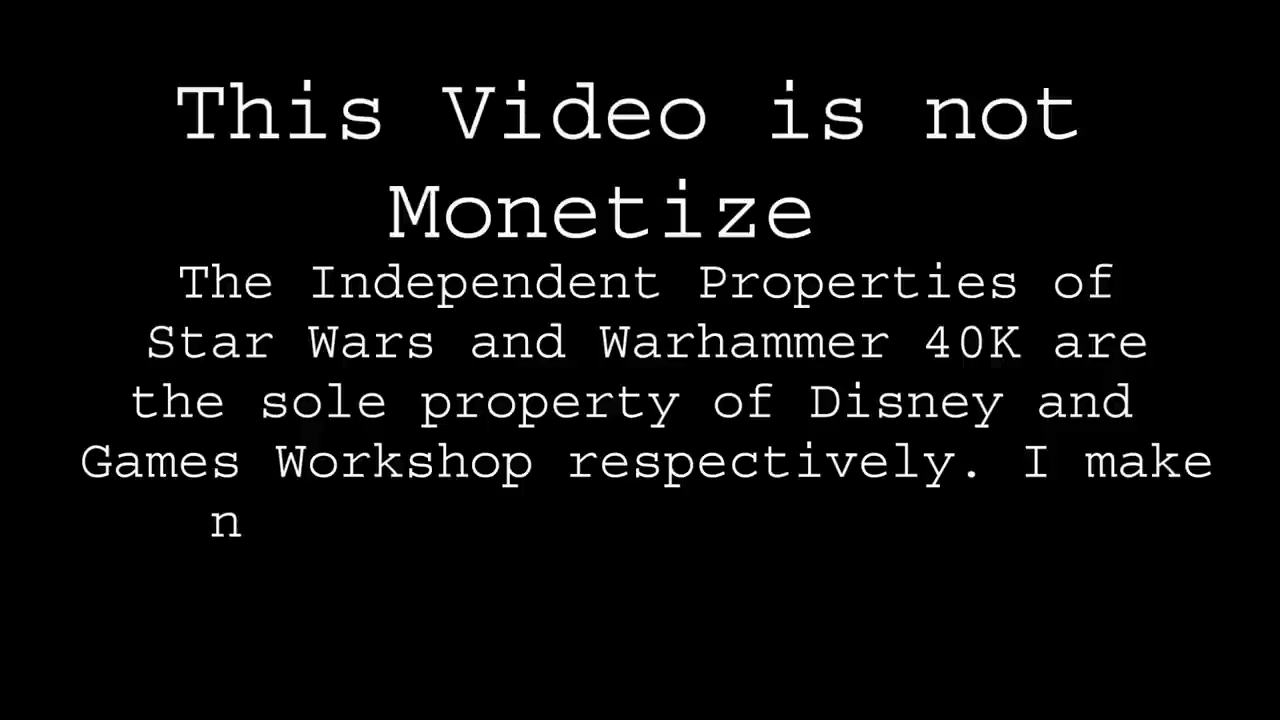 This Video is not
Monetize
The Independent Properties of
Star Wars and Warhammer 40K are
the sole property of Disney and
Games Workshop respectively. I make
n